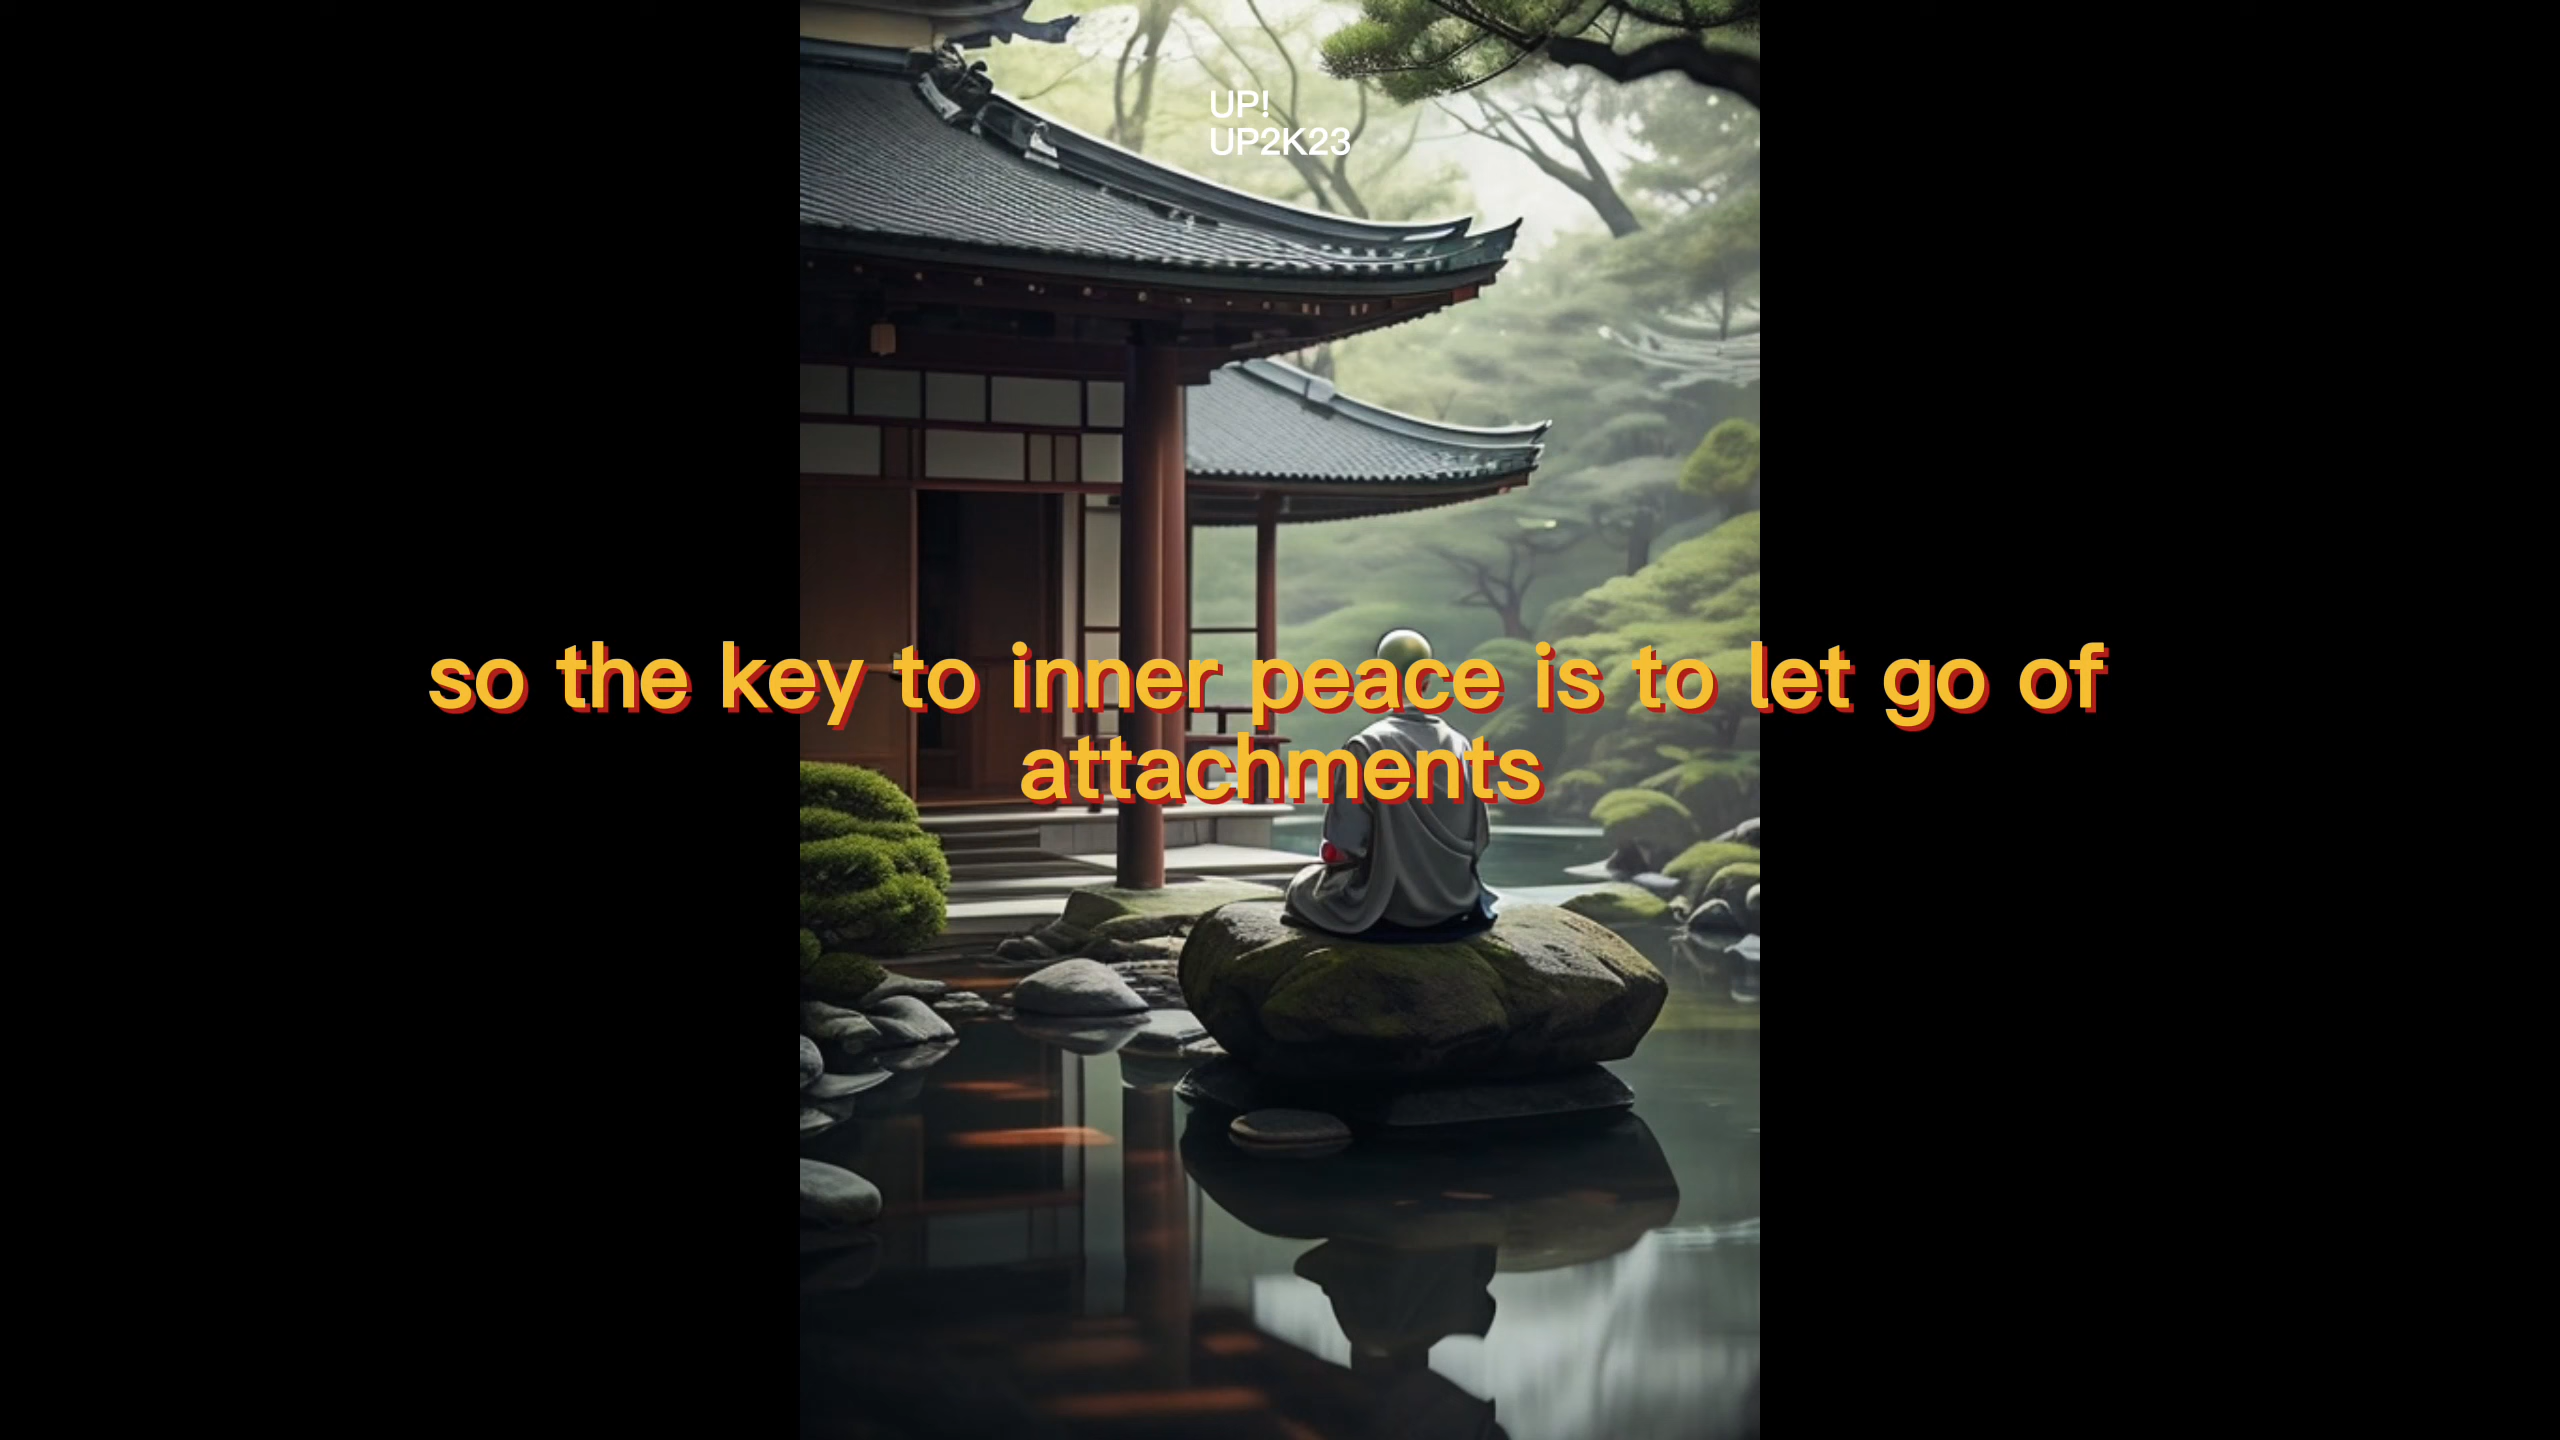 UP!
UP2K23
so the key to inner peace is to let go of
attachments